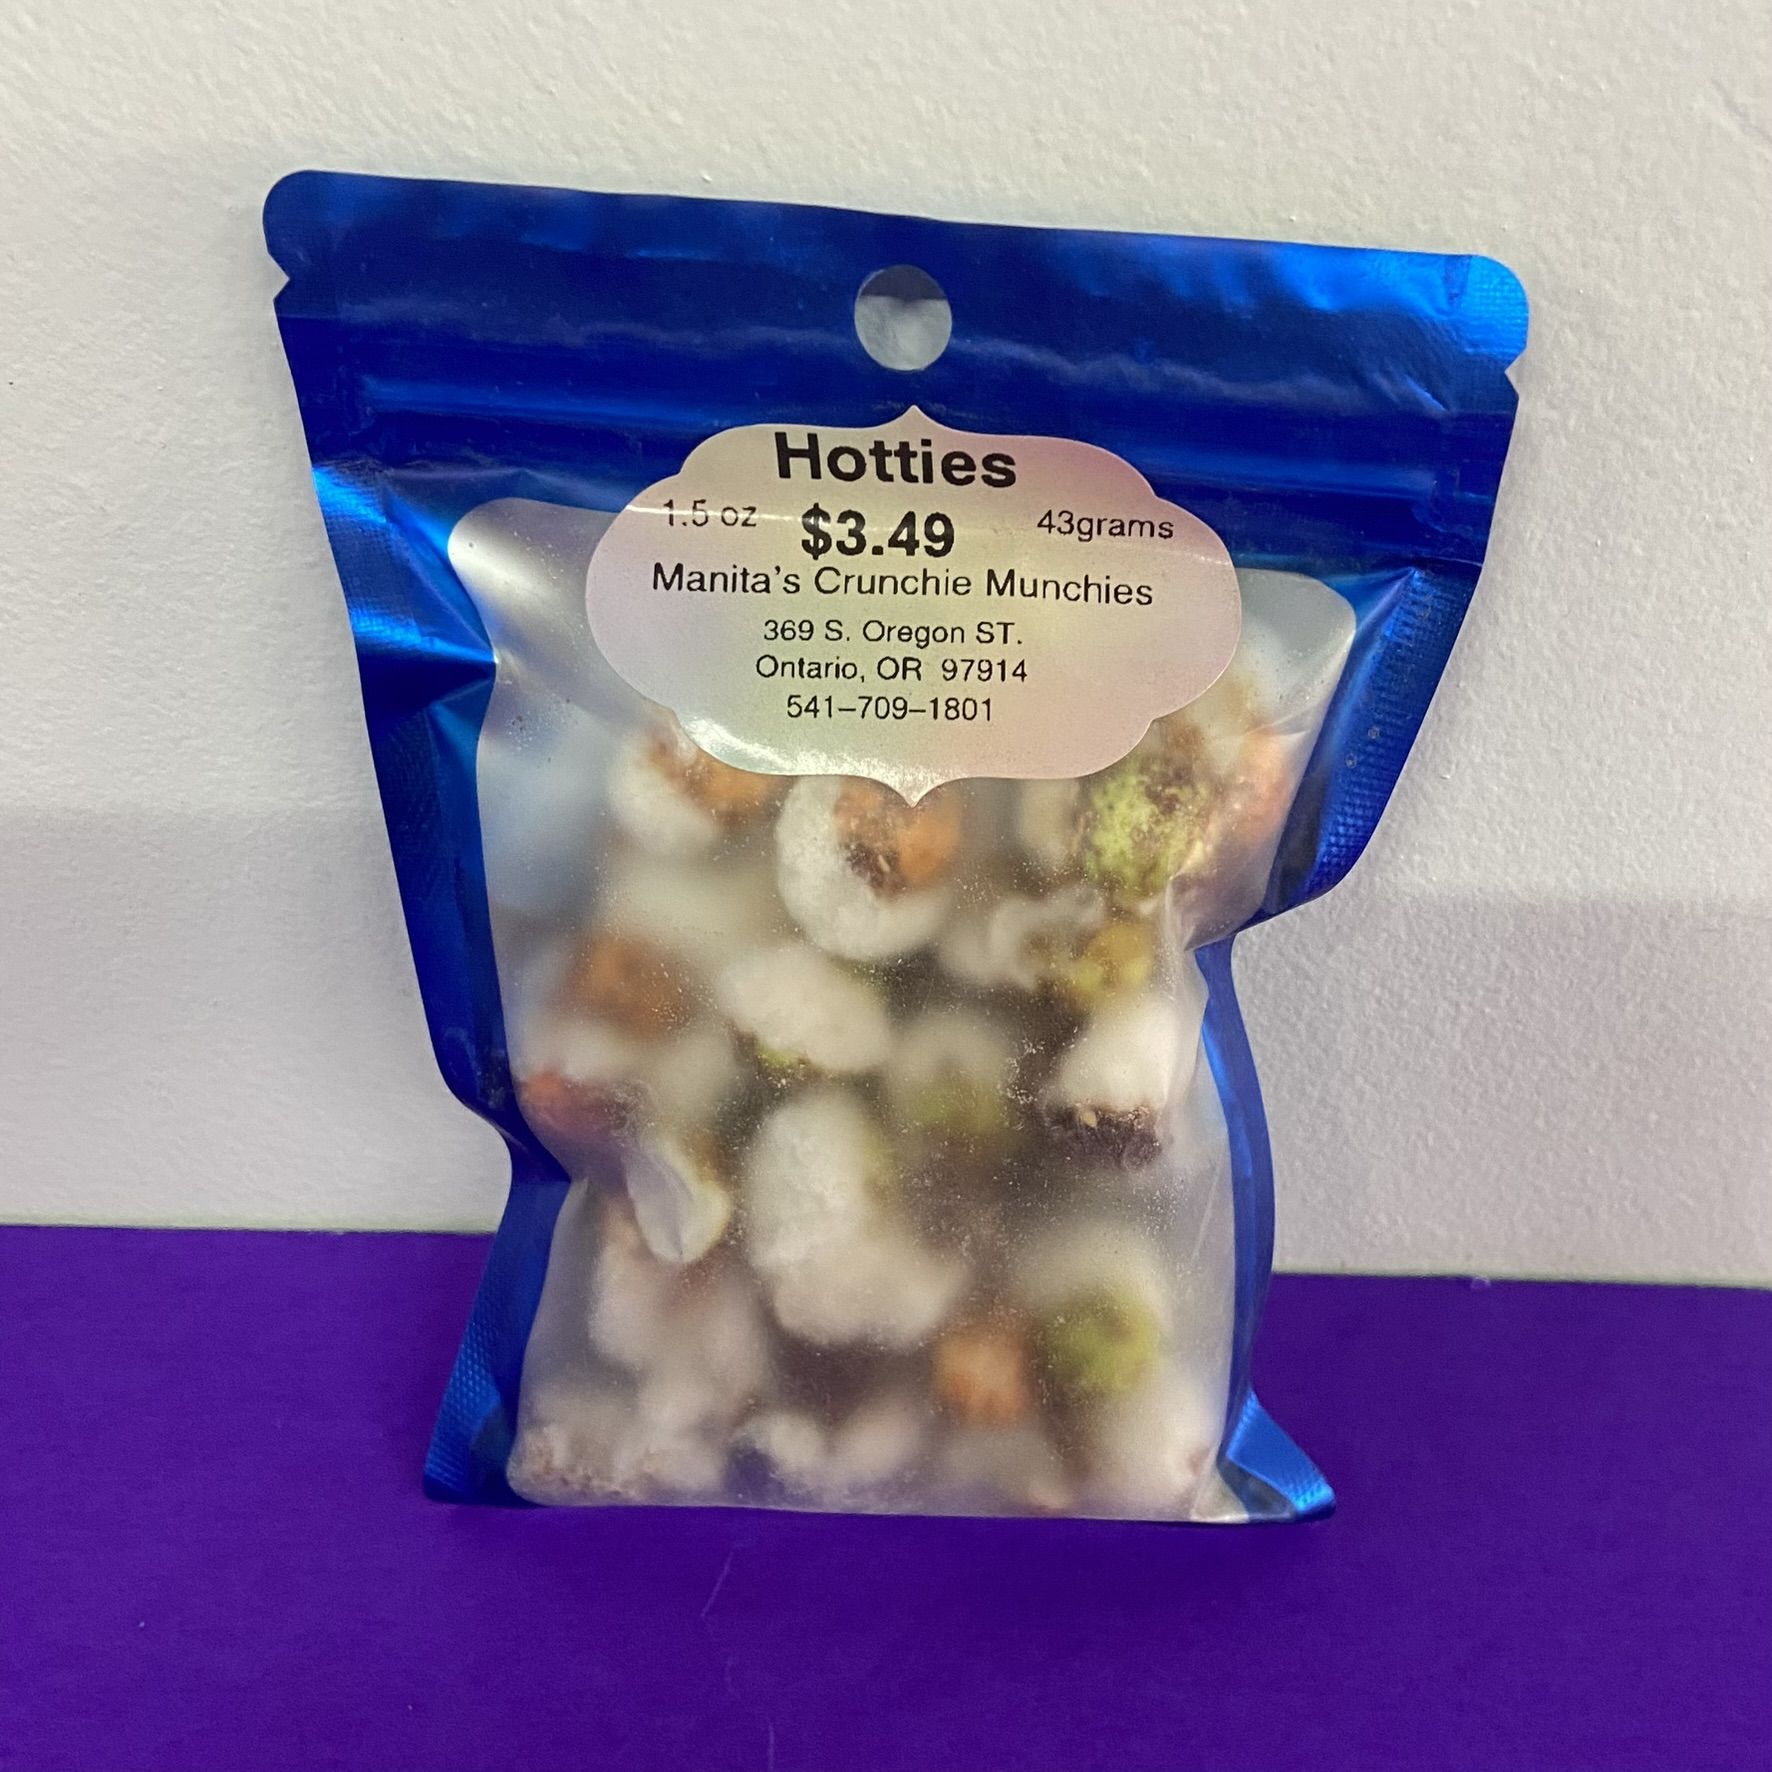 Hotties
1.5 oz $3.49 43grams
Manita's Crunchie Munchies
369 S. Oregon ST.
Ontario, OR 97914
541-709-1801